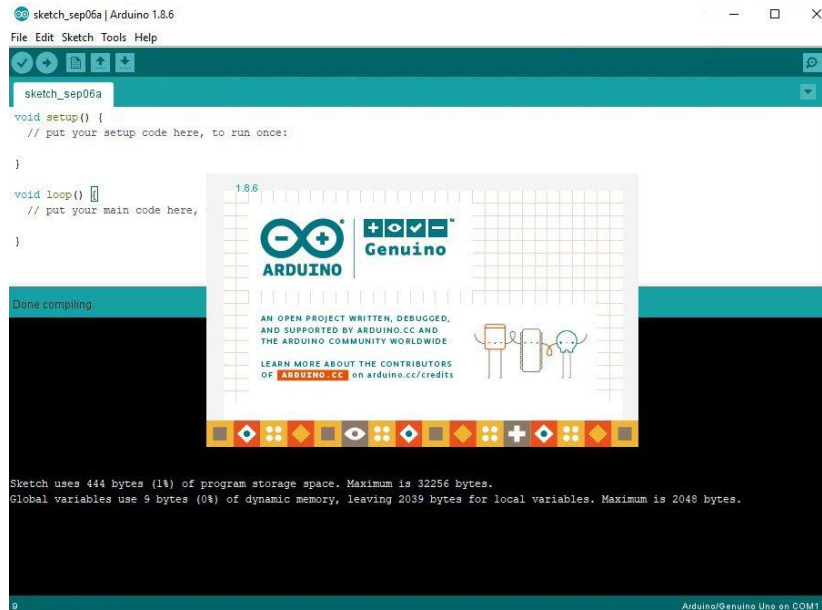 sketch_sep06a | Arduino 1.8.6
File Edit Sketch Tools Help
sketch_sep06a
void setup() {
// put your setup code here, to run once:
}
void loop() {
// put your main code here,
}
1.8.6
ARDUINO
Genuino™
AN OPEN PROJECT WRITTEN, DEBUGGED,
AND SUPPORTED BY ARDUINO.CC AND
THE ARDUINO COMMUNITY WORLDWIDE
LEARN MORE ABOUT THE CONTRIBUTORS
OF ARDUINO.CC on arduino.cc/credits
Done compiling.
Sketch uses 444 bytes (1%) of program storage space. Maximum is 32256 bytes.
Global variables use 9 bytes (0%) of dynamic memory, leaving 2039 bytes for local variables. Maximum is 2048 bytes.
9
Arduino/Genuino Uno on COM1